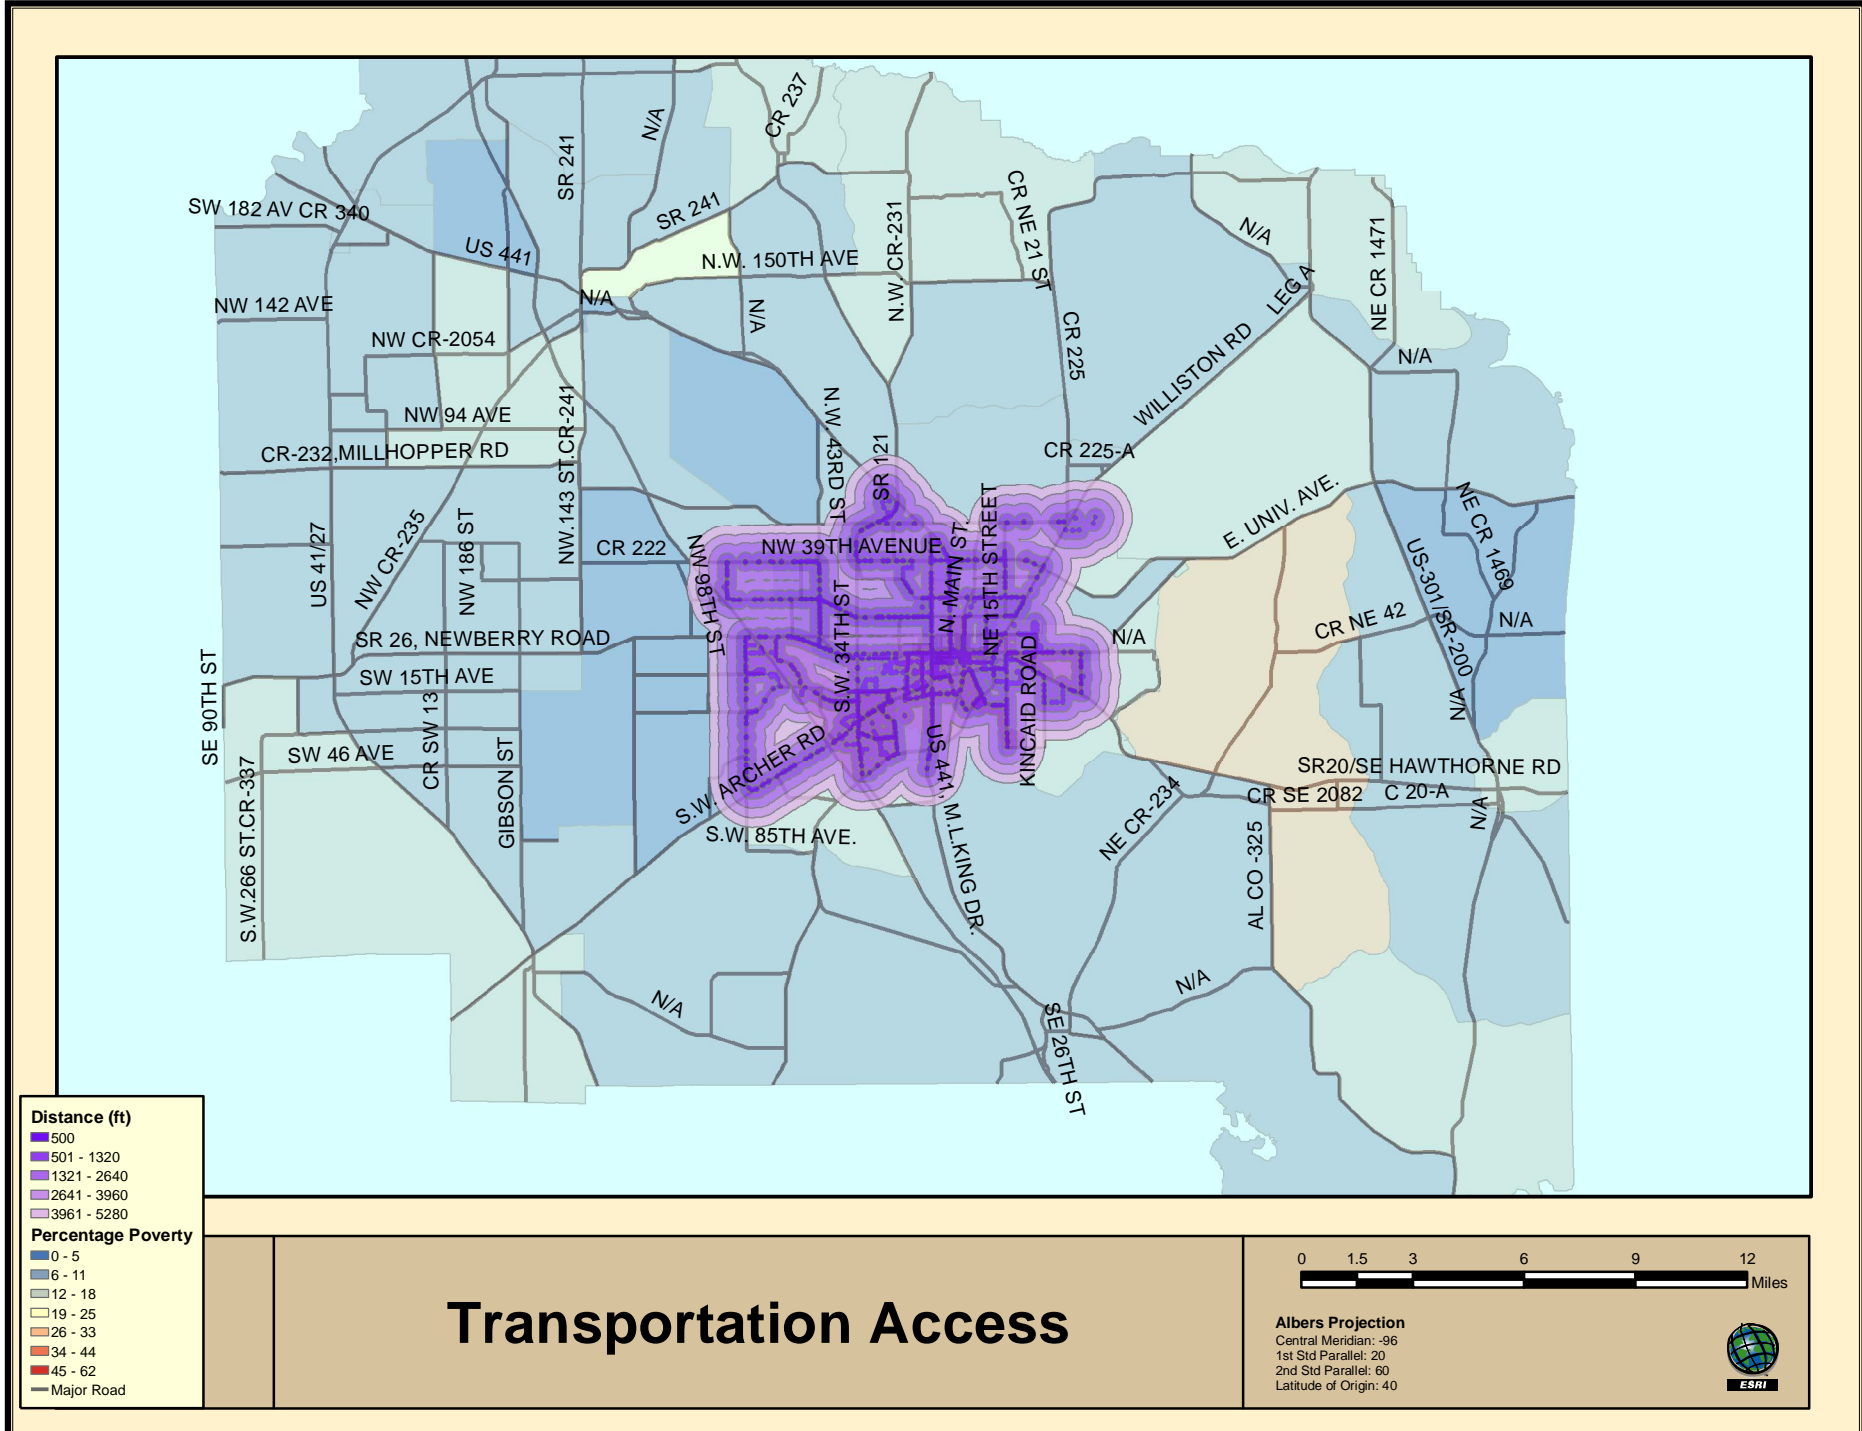 CR 237
SR 241
N/A
SW 182 AV CR 340
SR 241
CR NE 21 ST
N/A
US 441
N.W. 150TH AVE
N.W. CR-231
NE CR 1471
LEG A
NW 142 AVE
N/A
N/A
NW CR-2054
CR 225
WILLISTON RD
N/A
NW 94 AVE
NW.143 ST.CR-241
N.W. 43RD ST
SR 121
CR-232,MILLHOPPER RD
CR 225-A
E. UNIV. AVE.
NE CR 1469
US 41/27
NW CR-235
NW 186 ST
CR 222
NW 98TH ST
NW 39TH AVENUE
N. MAIN ST.
NE 15TH STREET
US-301/SR-200
SR 26, NEWBERRY ROAD
S.W. 34TH ST
KINCAID ROAD
N/A
CR NE 42
N/A
SE 90TH ST
SW 15TH AVE
N/A
CR SW 13
SW 46 AVE
GIBSON ST
S.W. ARCHER RD
US 441, M.L.KING DR.
SR20/SE HAWTHORNE RD
CR SE 2082
C 20-A
N/A
S.W.266 ST.CR-337
S.W. 85TH AVE.
NE CR-234
AL CO -325
N/A
N/A
SE 26TH ST
Distance (ft)
500
501 - 1320
1321 - 2640
2641 - 3960
3961 - 5280
Percentage Poverty
0 - 5
6 - 11
12 - 18
19 - 25
26 - 33
34 - 44
45 - 62
Major Road
Transportation Access
0 1.5 3 6 9 12
Miles
Albers Projection
Central Meridian: -96
1st Std Parallel: 20
2nd Std Parallel: 60
Latitude of Origin: 40
ESRI